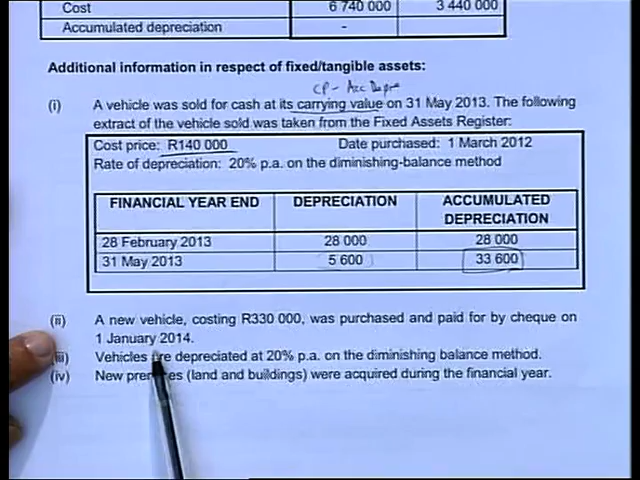 Cost 6 740 000 3 440 000
Accumulated depreciation -
Additional information in respect of fixed/tangible assets:
CP - Acc Depre
(i) A vehicle was sold for cash at its carrying value on 31 May 2013. The following
extract of the vehicle sold was taken from the Fixed Assets Register:
Cost price: R140 000 Date purchased: 1 March 2012
Rate of depreciation: 20% p.a. on the diminishing-balance method
FINANCIAL YEAR END DEPRECIATION ACCUMULATED
DEPRECIATION
28 February 2013 28 000 28 000
31 May 2013 5 600 33 600
(ii) A new vehicle, costing R330 000, was purchased and paid for by cheque on
1 January 2014.
(iii) Vehicles are depreciated at 20% p.a. on the diminishing balance method.
(iv) New premises (land and buildings) were acquired during the financial year.